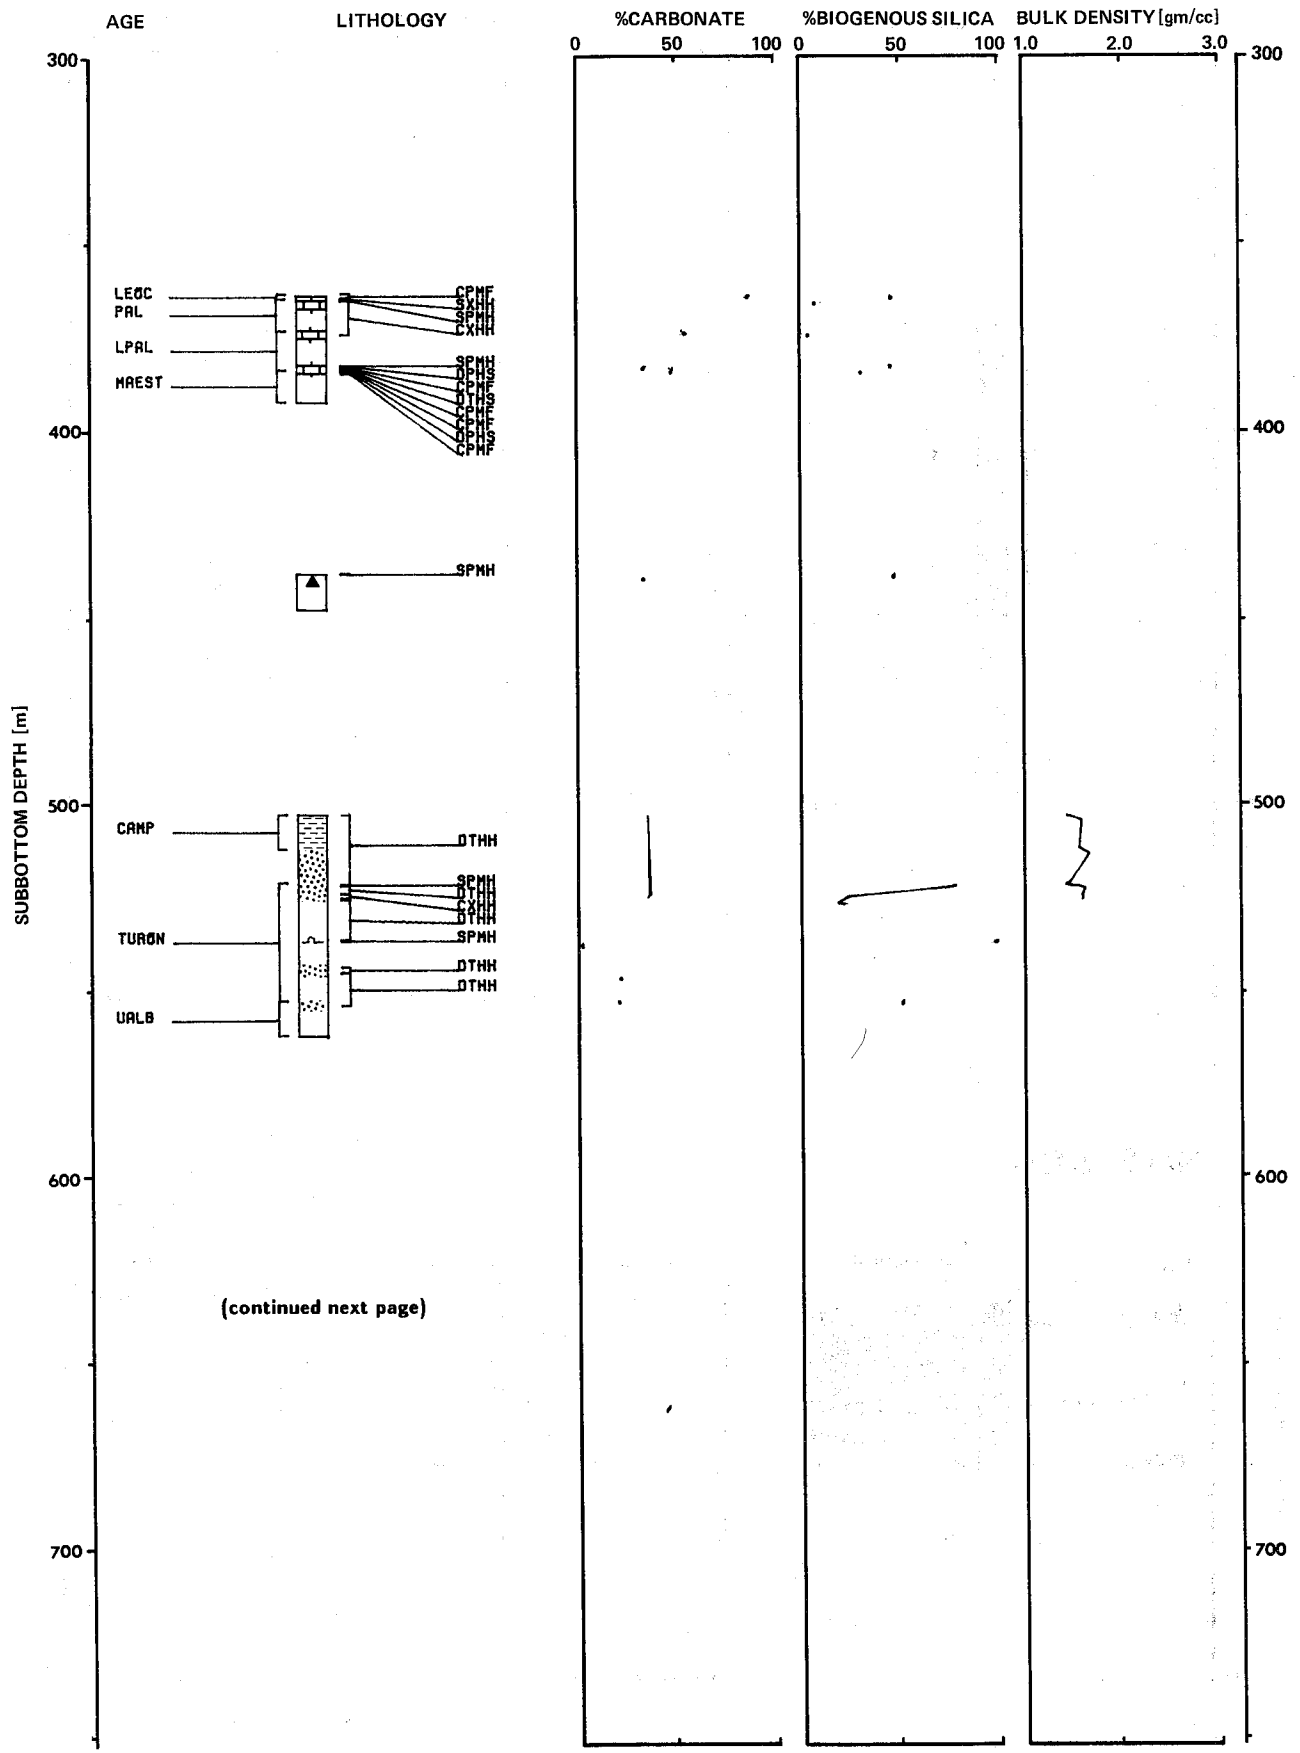 AGE LITHOLOGY %CARBONATE %BIOGENOUS SILICA BULK DENSITY [gm/cc]
0 50 100 0 50 100 1.0 2.0 3.0
300 300
LEOC CPMF
SXHH
PAL SPMH
CXHH
LPAL
SPMH
DPHS
MAEST CPMF
DTHS
CPMF
CPMF
400 DPHS 400
CPMF
SPMH
SUBBOTTOM DEPTH [m]
500 500
CAMP DTHH
SPMH
DTHH
CXHH
DTHH
TURON SPMH
DTHH
DTHH
UALB
600 600
(continued next page)
700 700